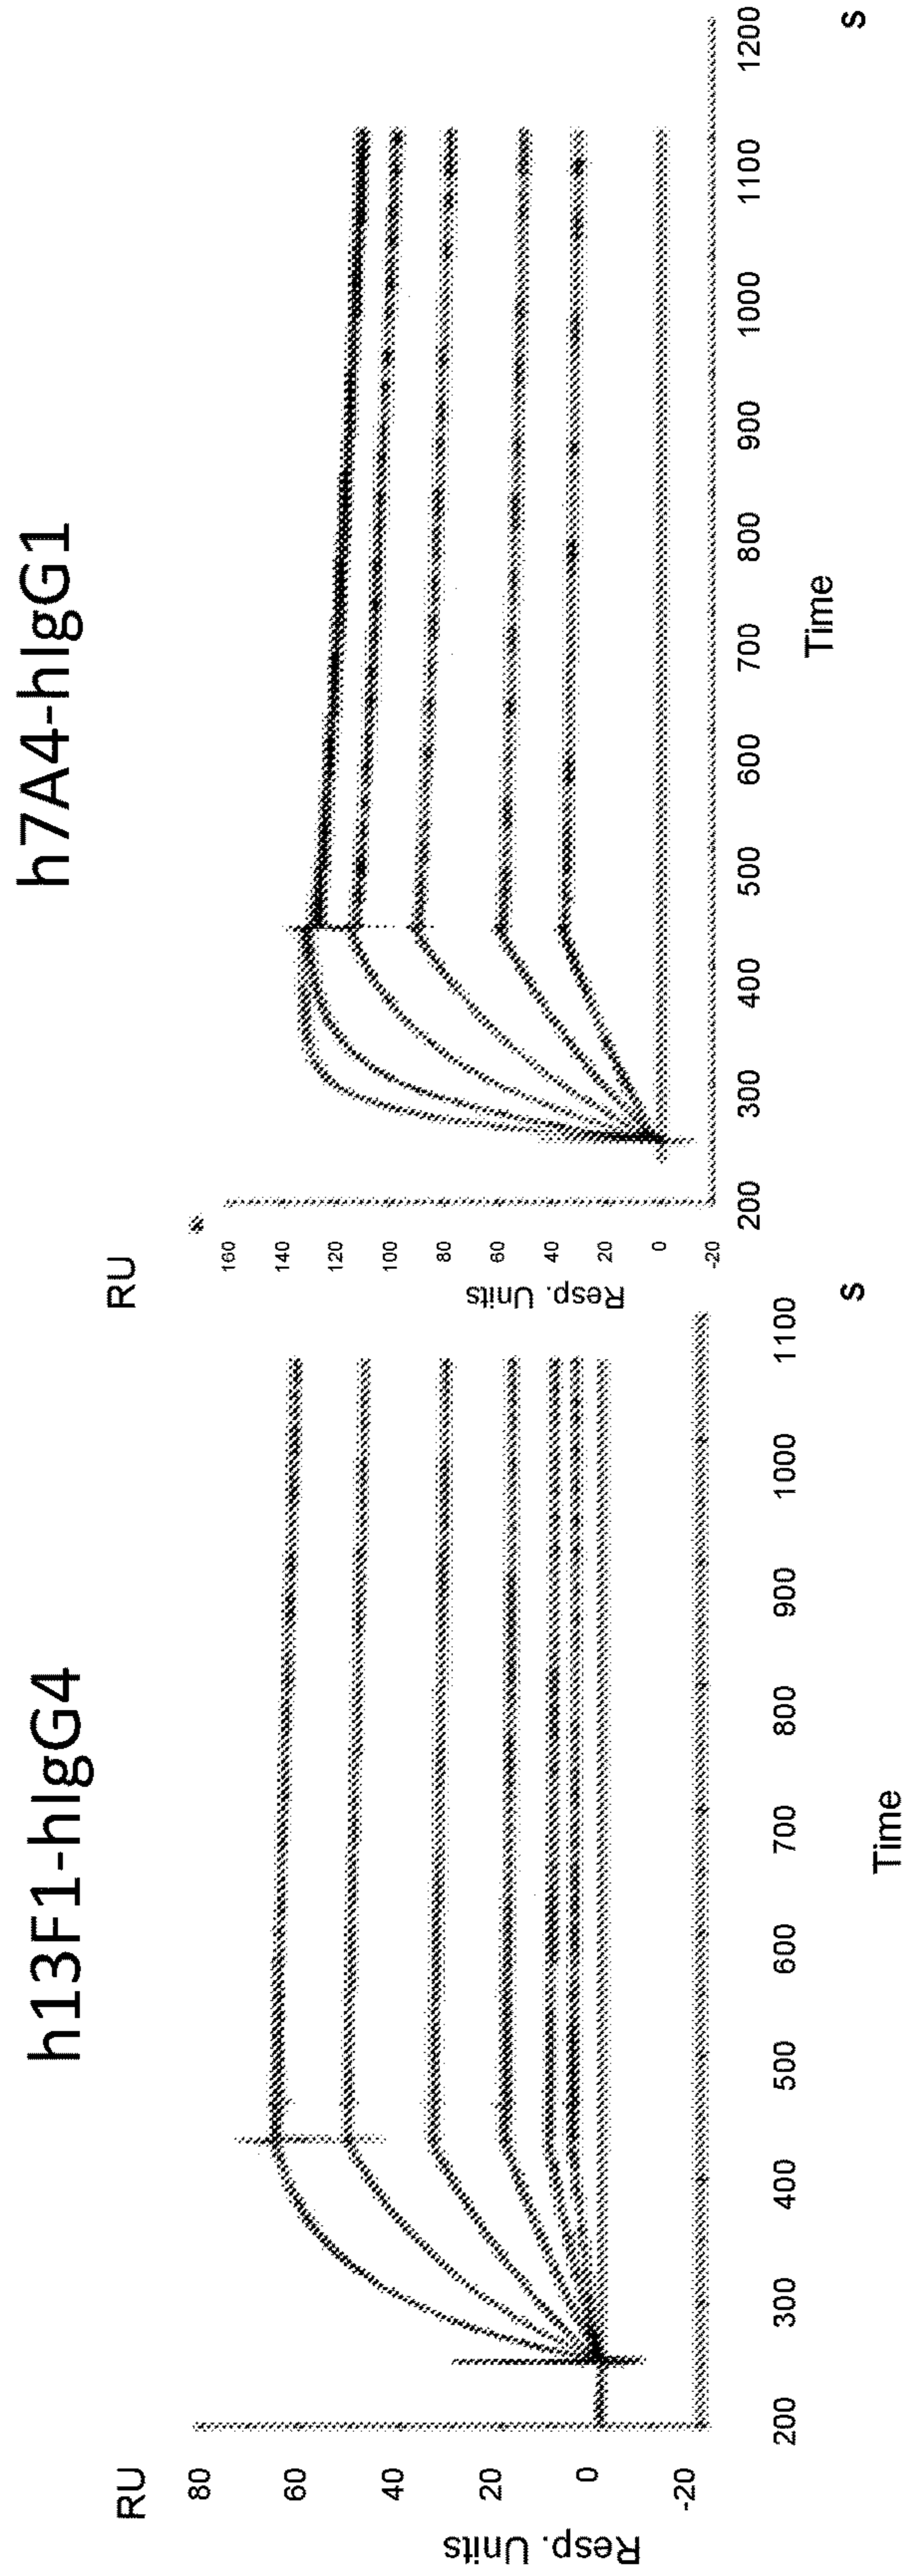 h13F1-hIgG4
RU
80
60
40
20
0
-20
Resp. Units
200 300 400 500 600 700 800 900 1000 1100
Time
s
h7A4-hIgG1
RU
160
140
120
100
80
60
40
20
0
-20
Resp. Units
200 300 400 500 600 700 800 900 1000 1100 1200
Time
s